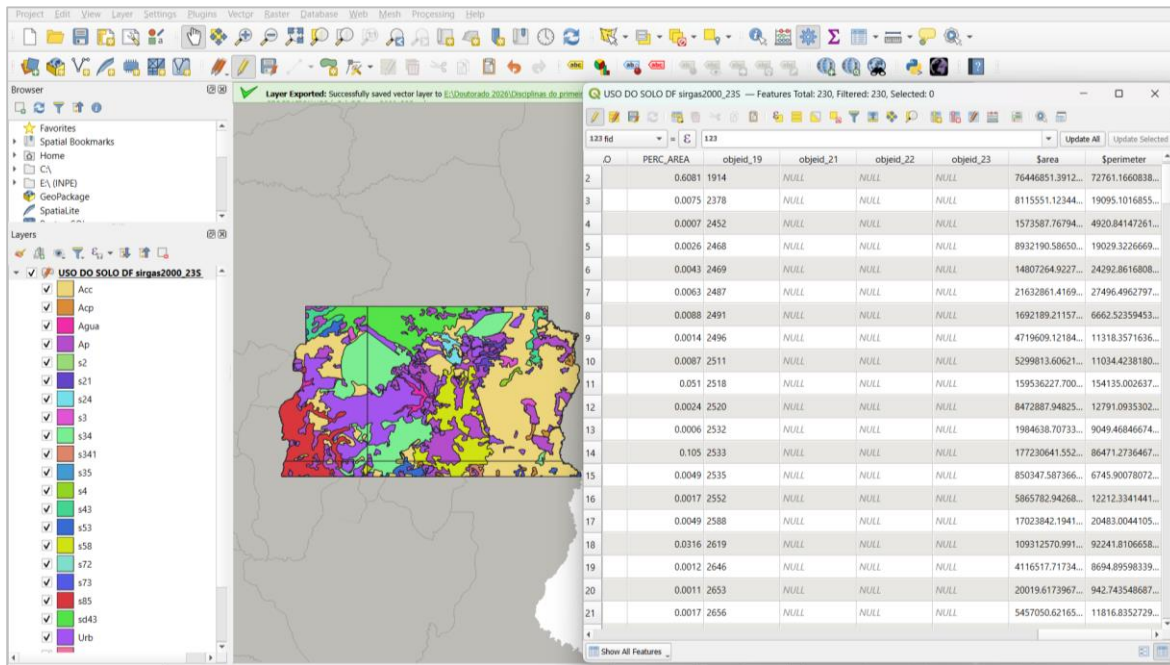 Project Edit View Layer Settings Plugins Vector Raster Database Web Mesh Processing Help
Browser
Favorites
Spatial Bookmarks
Home
C:\
E:\ (INPE)
GeoPackage
SpatiaLite
Layers
USO DO SOLO DF sirgas2000_23S
Acc
Acp
Agua
Ap
s2
s21
s24
s3
s34
s341
s35
s4
s43
s53
s58
s72
s73
s85
sd43
Urb
Layer Exported: Successfully saved vector layer to E:\Doutorado 2026\Disciplinas do primer
USO DO SOLO DF sirgas2000_23S — Features Total: 230, Filtered: 230, Selected: 0
123 fid = ε 123 Update All Update Selected
PERC_AREA objeid_19 objeid_21 objeid_22 objeid_23 $area $perimeter
2 0.6081 1914 NULL NULL NULL 76446851.3912... 72761.1660838...
3 0.0075 2378 NULL NULL NULL 8115551.12344... 19095.1016855...
4 0.0007 2452 NULL NULL NULL 1573587.76794... 4920.84147261...
5 0.0026 2468 NULL NULL NULL 8932190.58650... 19029.3226669...
6 0.0043 2469 NULL NULL NULL 14807264.9227... 24292.8616808...
7 0.0063 2487 NULL NULL NULL 21632861.4169... 27496.4962797...
8 0.0088 2491 NULL NULL NULL 1692189.21157... 6662.52359453...
9 0.0014 2496 NULL NULL NULL 4719609.12184... 11318.3571636...
10 0.0087 2511 NULL NULL NULL 5299813.60621... 11034.4238180...
11 0.051 2518 NULL NULL NULL 159536227.700... 154135.002637...
12 0.0024 2520 NULL NULL NULL 8472887.94825... 12791.0935302...
13 0.0006 2532 NULL NULL NULL 1984638.70733... 9049.46846674...
14 0.105 2533 NULL NULL NULL 177230641.552... 86471.2736467...
15 0.0049 2535 NULL NULL NULL 850347.587366... 6745.90078072...
16 0.0017 2552 NULL NULL NULL 5865782.94268... 12212.3341441...
17 0.0049 2588 NULL NULL NULL 17023842.1941... 20483.0044105...
18 0.0316 2619 NULL NULL NULL 109312570.991... 92241.8106658...
19 0.0012 2646 NULL NULL NULL 4116517.71734... 8694.89598339...
20 0.0011 2653 NULL NULL NULL 20019.6173967... 942.743548687...
21 0.0017 2656 NULL NULL NULL 5457050.62165... 11816.8352729...
Show All Features